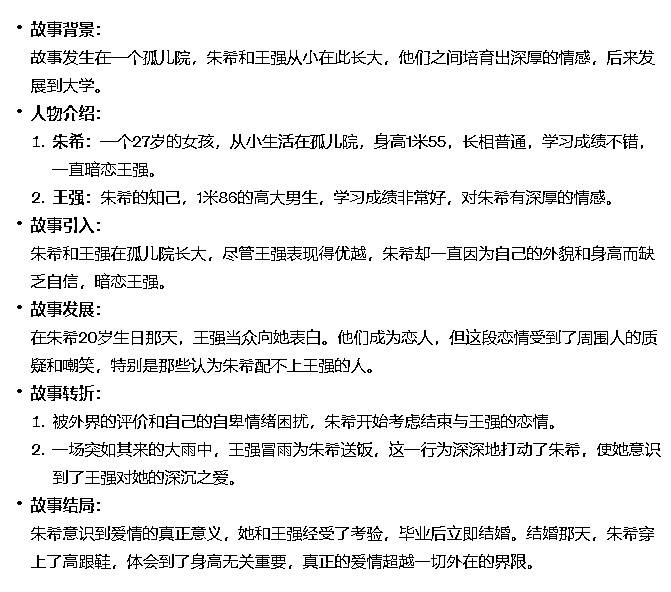 • 故事背景：
故事发生在一个孤儿院，朱希和王强从小在此长大，他们之间培育出深厚的情感，后来发
展到大学。
• 人物介绍：
1. 朱希：一个27岁的女孩，从小生活在孤儿院，身高1米55，长相普通，学习成绩不错，
一直暗恋王强。
2. 王强：朱希的知己，1米86的高大男生，学习成绩非常好，对朱希有深厚的情感。
• 故事引入：
朱希和王强在孤儿院长大，尽管王强表现得优越，朱希却一直因为自己的外貌和身高而缺
乏自信，暗恋王强。
• 故事发展：
在朱希20岁生日那天，王强当众向她表白。他们成为恋人，但这段恋情受到了周围人的质
疑和嘲笑，特别是那些认为朱希配不上王强的人。
• 故事转折：
1. 被外界的评价和自己的自卑情绪困扰，朱希开始考虑结束与王强的恋情。
2. 一场突如其来的大雨中，王强冒雨为朱希送饭，这一行为深深地打动了朱希，使她意识
到了王强对她的深沉之爱。
• 故事结局：
朱希意识到爱情的真正意义，她和王强经受了考验，毕业后立即结婚。结婚那天，朱希穿
上了高跟鞋，体会到了身高无关重要，真正的爱情超越一切外在的界限。